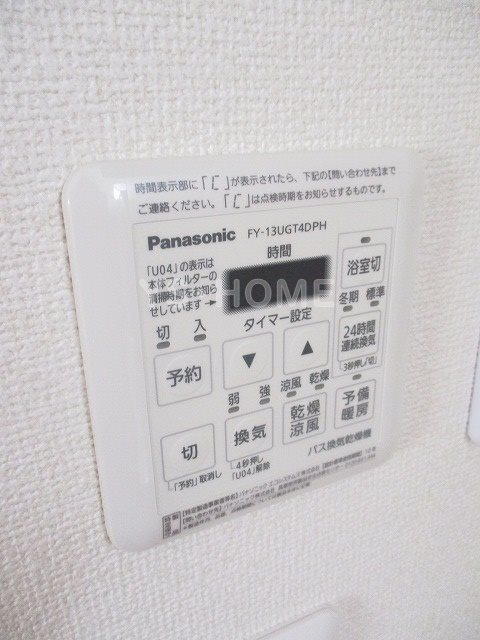 時間表示部に「[」が表示されたら、下記の【問い合わせ先】まで
ご連絡ください。「[」は点検時期をお知らせするものです。
Panasonic FY-13UGT4DPH
「U04」の表示は
本体フィルターの
清掃時期をお知ら
せしています→
時間
HOME
浴室切
切 入
タイマー設定
冬期 標準
予約
▼ ▲
24時間
連続換気
3秒押し「切」
弱 強 涼風 乾燥
切
換気
乾燥
涼風
予備
暖房
「予約」取消し
4秒押し
「U04」解除
バス換気乾燥機